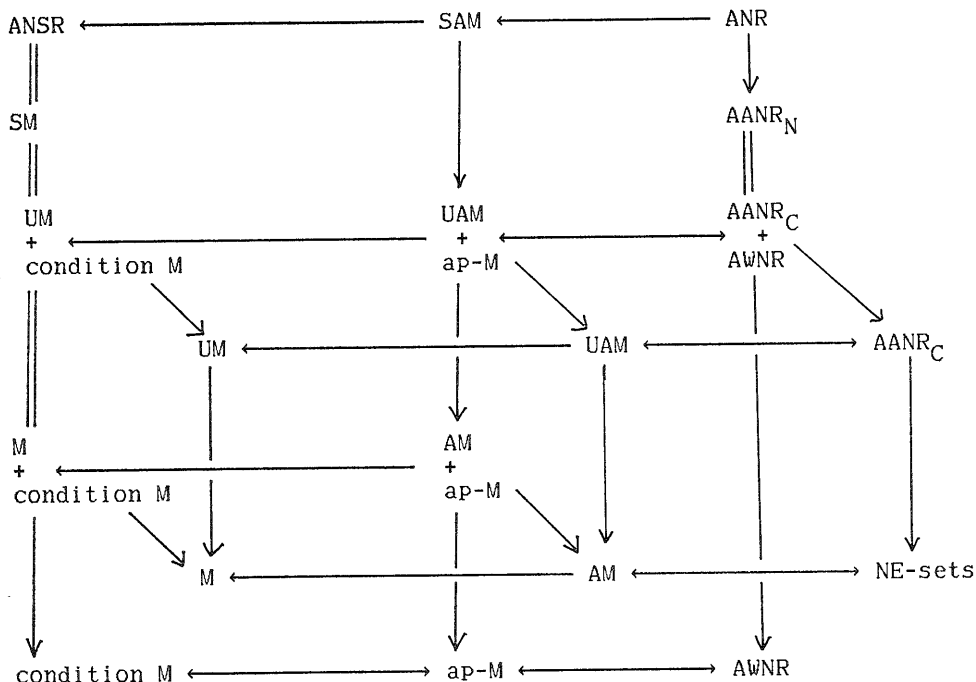 ANSR SAM ANR
AANR_N
SM
UM UAM AANR_C
+ + +
condition M ap-M AWNR
UM UAM AANR_C
M AM
+ +
condition M ap-M
M AM NE-sets
condition M ap-M AWNR